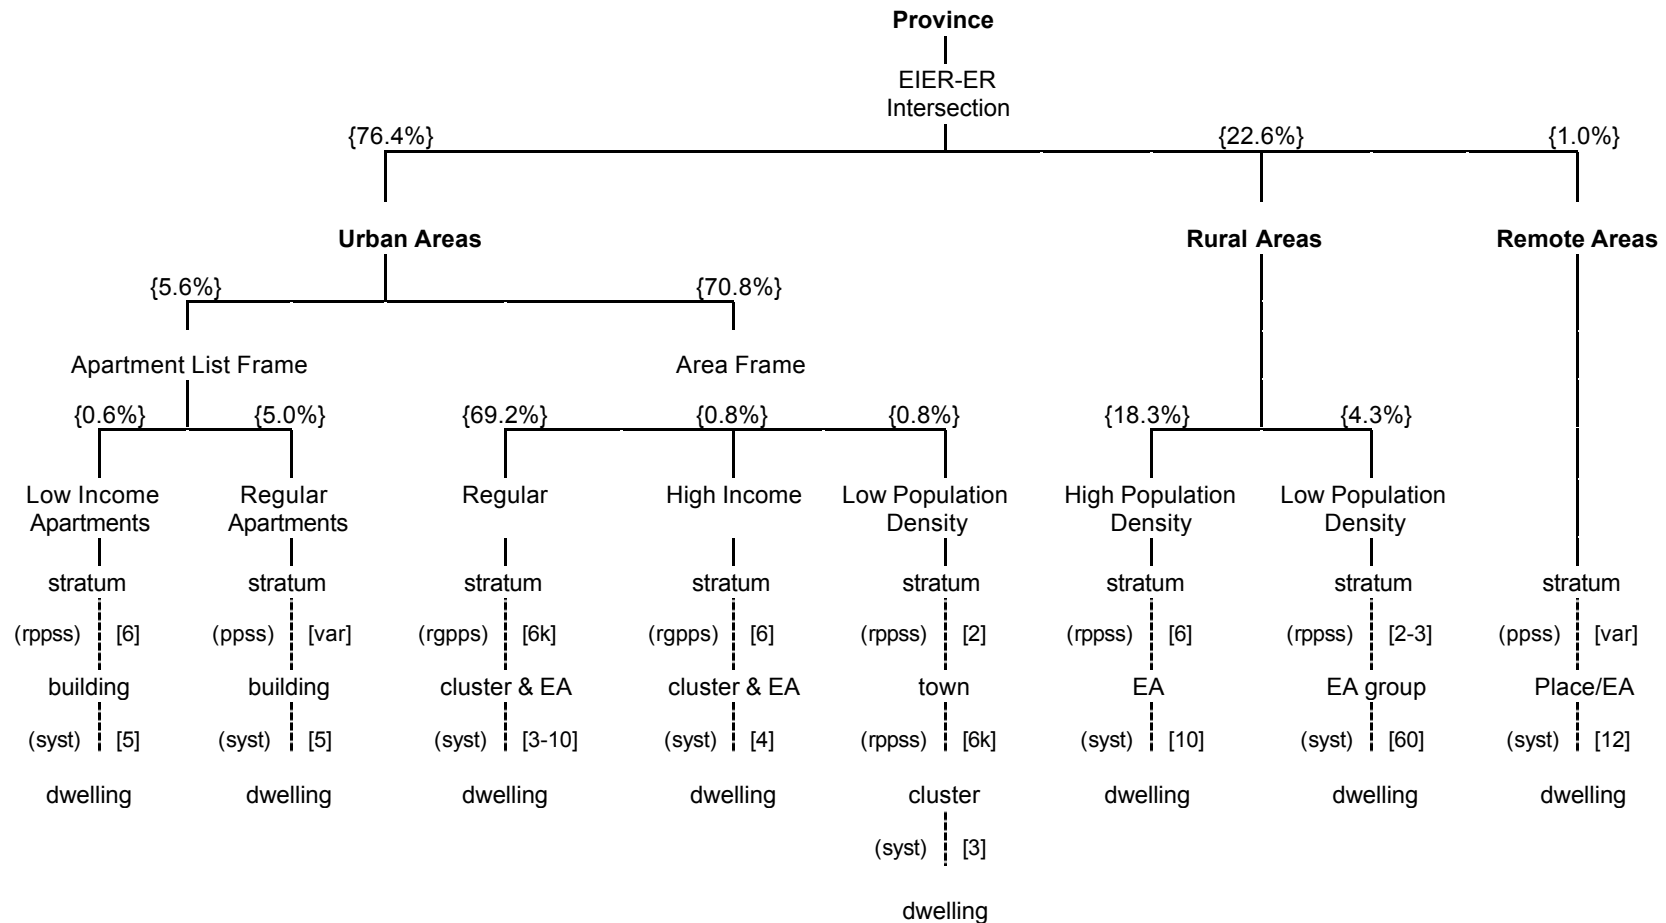 Province
EIER-ER
Intersection
{76.4%} {22.6%} {1.0%}
Urban Areas Rural Areas Remote Areas
{5.6%} {70.8%}
Apartment List Frame Area Frame
{0.6%} {5.0%} {69.2%} {0.8%} {0.8%} {18.3%} {4.3%}
Low Income Regular Regular High Income Low Population High Population Low Population
Apartments Apartments Density Density Density
stratum stratum stratum stratum stratum stratum stratum stratum
(rppss) [6] (ppss) [var] (rgpps) [6k] (rgpps) [6] (rppss) [2] (rppss) [6] (rppss) [2-3] (ppss) [var]
building building cluster & EA cluster & EA town EA EA group Place/EA
(syst) [5] (syst) [5] (syst) [3-10] (syst) [4] (rppss) [6k] (syst) [10] (syst) [60] (syst) [12]
dwelling dwelling dwelling dwelling cluster dwelling dwelling dwelling
(syst) [3]
dwelling